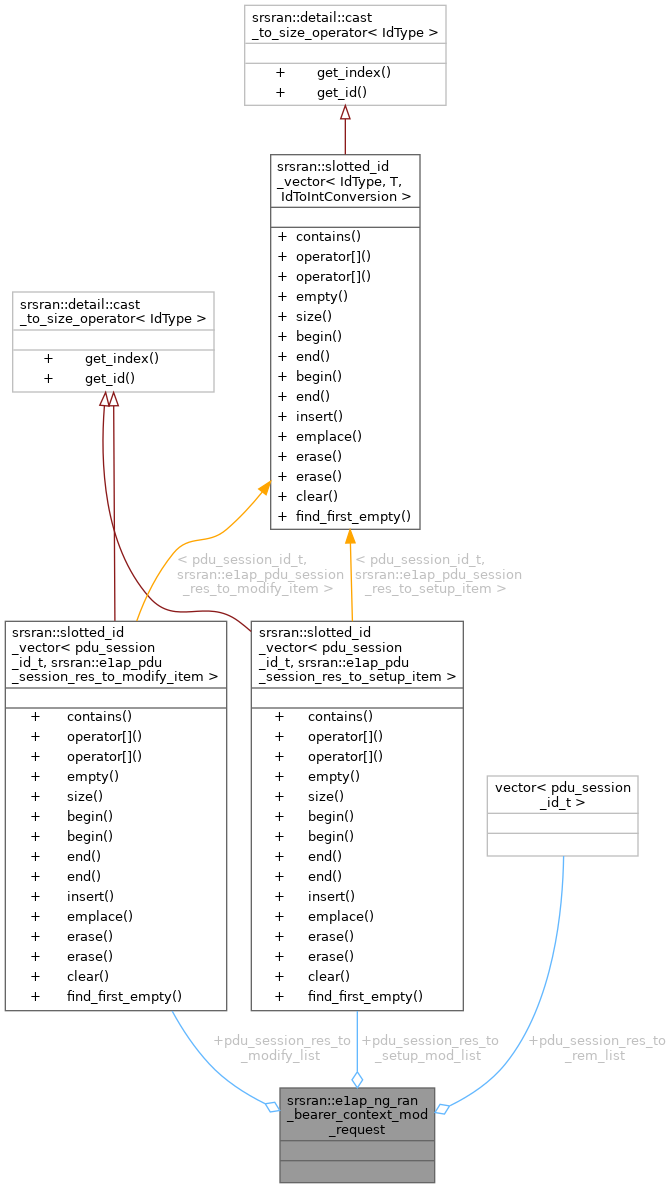 srsran::detail::cast
_to_size_operator< IdType >
+ get_index()
+ get_id()
srsran::slotted_id
_vector< IdType, T,
IdToIntConversion >
+ contains()
+ operator[]()
+ operator[]()
+ empty()
+ size()
+ begin()
+ end()
+ begin()
+ end()
+ insert()
+ emplace()
+ erase()
+ erase()
+ clear()
+ find_first_empty()
srsran::detail::cast
_to_size_operator< IdType >
+ get_index()
+ get_id()
< pdu_session_id_t,
srsran::e1ap_pdu_session
_res_to_modify_item >
< pdu_session_id_t,
srsran::e1ap_pdu_session
_res_to_setup_item >
srsran::slotted_id
_vector< pdu_session
_id_t, srsran::e1ap_pdu
_session_res_to_modify_item >
+ contains()
+ operator[]()
+ operator[]()
+ empty()
+ size()
+ begin()
+ begin()
+ end()
+ end()
+ insert()
+ emplace()
+ erase()
+ erase()
+ clear()
+ find_first_empty()
srsran::slotted_id
_vector< pdu_session
_id_t, srsran::e1ap_pdu
_session_res_to_setup_item >
+ contains()
+ operator[]()
+ operator[]()
+ empty()
+ size()
+ begin()
+ begin()
+ end()
+ end()
+ insert()
+ emplace()
+ erase()
+ erase()
+ clear()
+ find_first_empty()
vector< pdu_session
_id_t >
+pdu_session_res_to
_modify_list
+pdu_session_res_to
_setup_mod_list
+pdu_session_res_to
_rem_list
srsran::e1ap_ng_ran
_bearer_context_mod
_request